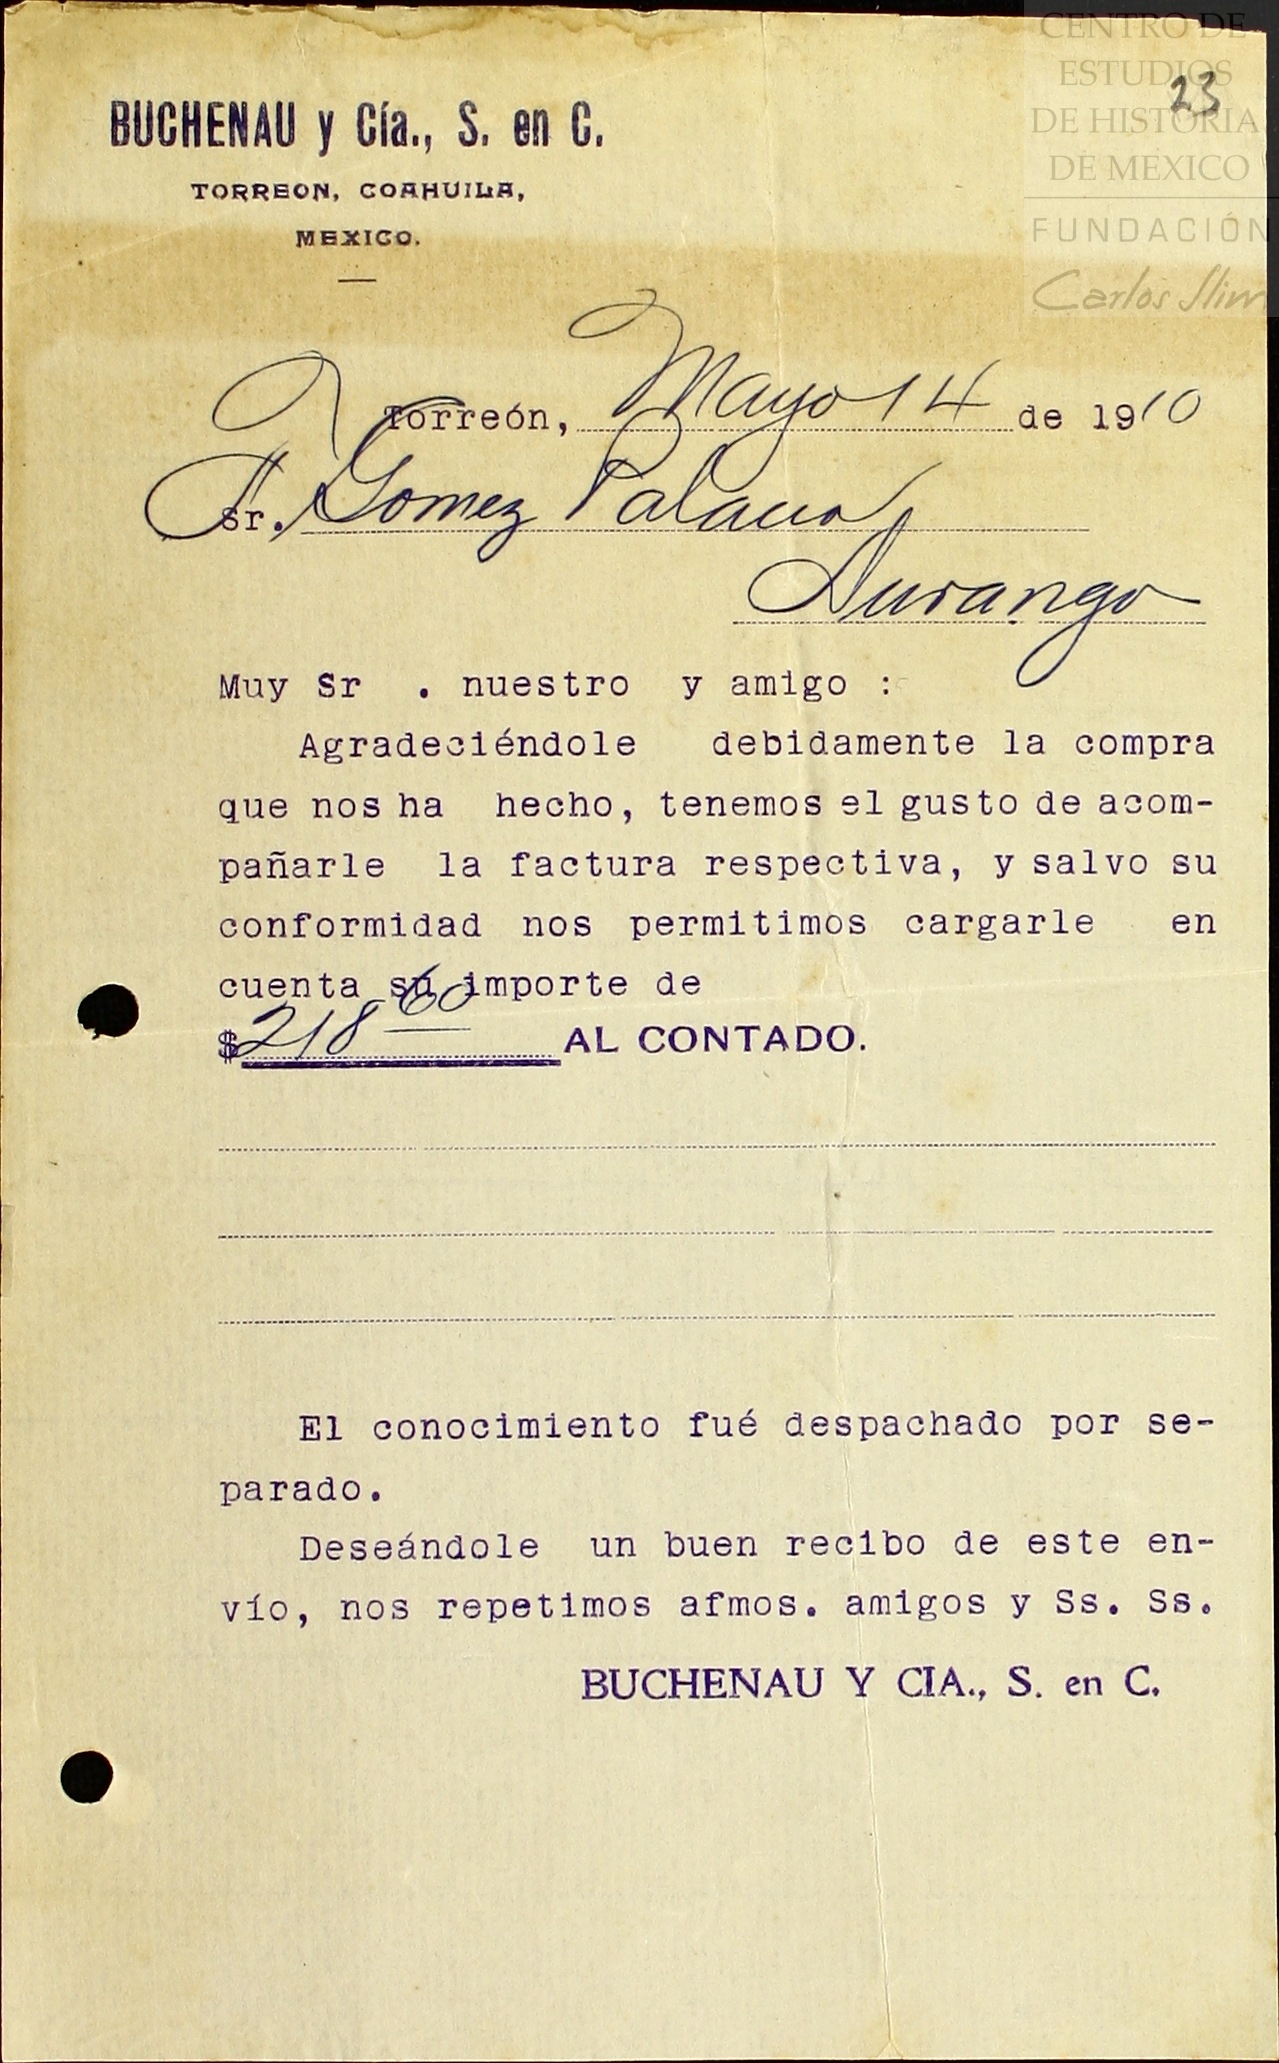 CENTRO DE
ESTUDIOS
DE HISTORIA
DE MÉXICO
FUNDACIÓN
Carlos Slim
23
BUCHENAU y Cía., S. en C.
TORREON, COAHUILA,
MEXICO.
Torreón, Mayo 14 de 1910
Sr. Gomez Palacio
Durango
Muy Sr . nuestro y amigo :
Agradeciéndole debidamente la compra
que nos ha hecho, tenemos el gusto de acom-
pañarle la factura respectiva, y salvo su
conformidad nos permitimos cargarle en
cuenta su importe de
$218 60 AL CONTADO.
El conocimiento fué despachado por se-
parado.
Deseándole un buen recibo de este en-
vío, nos repetimos afmos. amigos y Ss. Ss.
BUCHENAU Y CIA., S. en C.